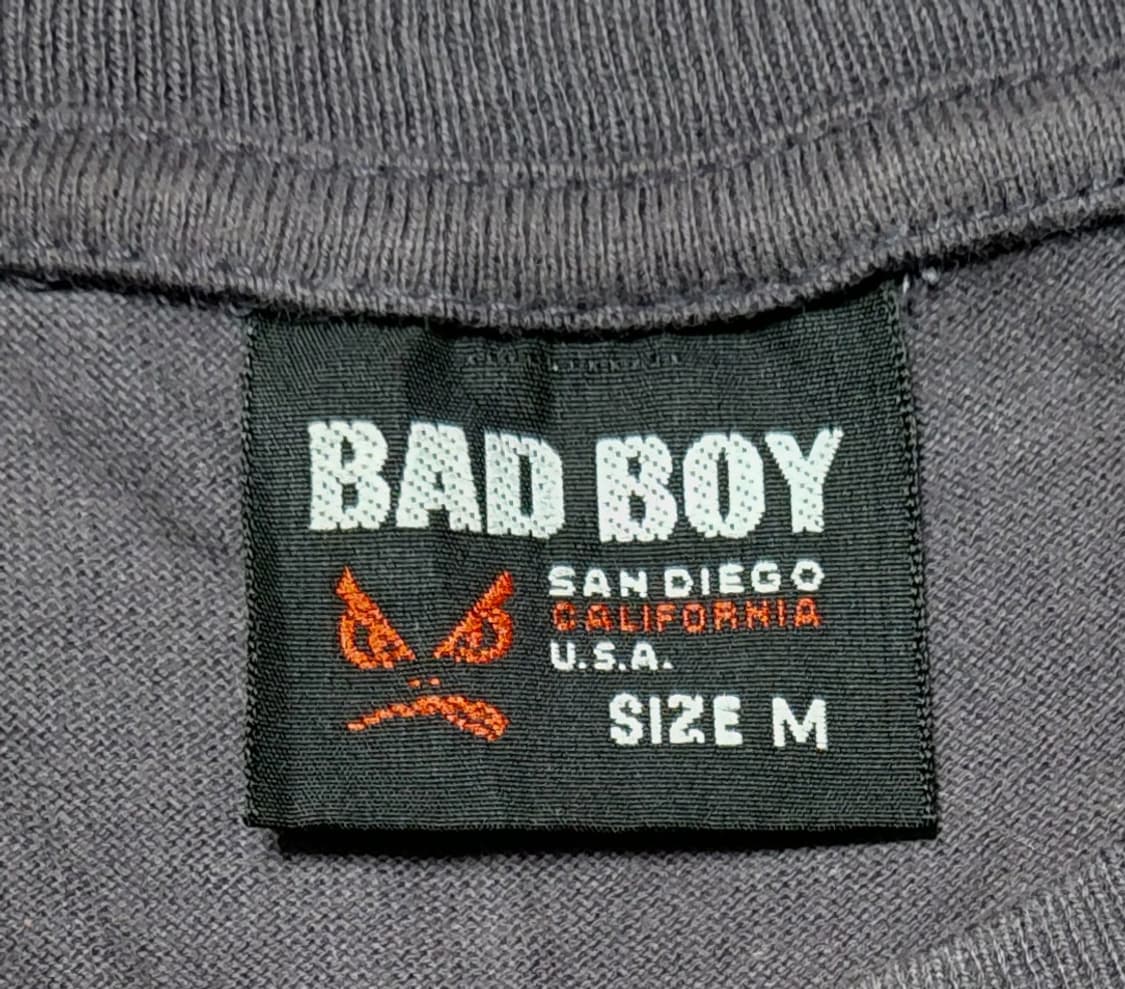 BAD BOY
SAN DIEGO
CALIFORNIA
U.S.A.
SIZE M